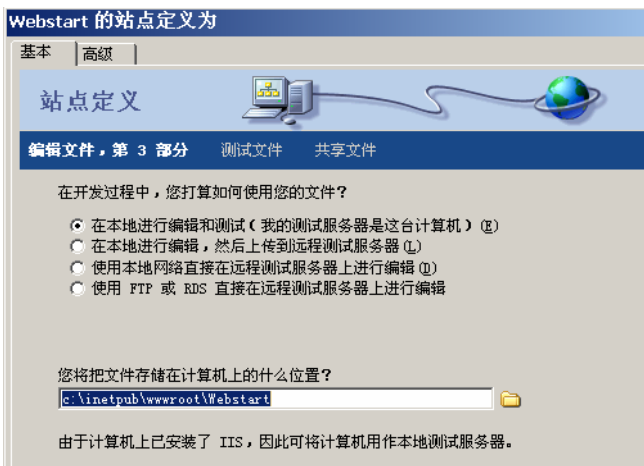 Webstart 的站点定义为
基本 高级
站点定义
编辑文件，第 3 部分 测试文件 共享文件
在开发过程中，您打算如何使用您的文件？
在本地进行编辑和测试(我的测试服务器是这台计算机) (E)
在本地进行编辑，然后上传到远程测试服务器(L)
使用本地网络直接在远程测试服务器上进行编辑(D)
使用 FTP 或 RDS 直接在远程测试服务器上进行编辑
您将把文件存储在计算机上的什么位置？
c:\inetpub\wwwroot\Webstart
由于计算机上已安装了 IIS，因此可将计算机用作本地测试服务器。